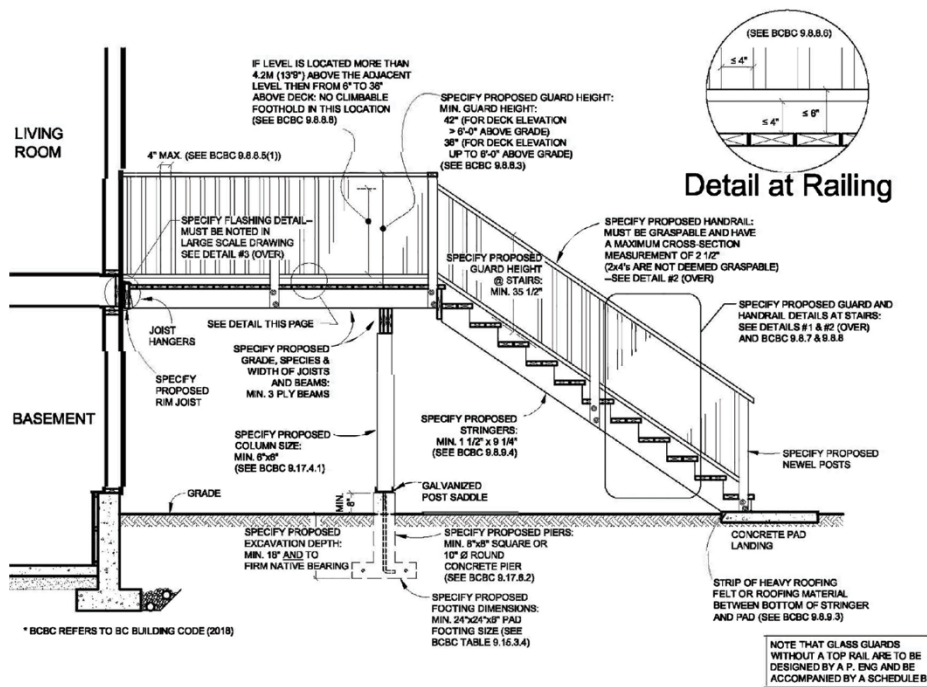 (SEE BCBC 9.8.8.6)
≤ 4"
≤ 6"
≤ 4"
Detail at Railing
IF LEVEL IS LOCATED MORE THAN
4.2M (13'9") ABOVE THE ADJACENT
LEVEL THEN FROM 6" TO 36"
ABOVE DECK: NO CLIMBABLE
FOOTHOLD IN THIS LOCATION
(SEE BCBC 9.8.8.6)
SPECIFY PROPOSED GUARD HEIGHT:
MIN. GUARD HEIGHT:
42" (FOR DECK ELEVATION
> 6'-0" ABOVE GRADE)
36" (FOR DECK ELEVATION
UP TO 6'-0" ABOVE GRADE)
(SEE BCBC 9.8.8.3)
LIVING
ROOM
4" MAX. (SEE BCBC 9.8.8.5(1))
SPECIFY FLASHING DETAIL–
MUST BE NOTED IN
LARGE SCALE DRAWING
SEE DETAIL #3 (OVER)
SPECIFY PROPOSED
GUARD HEIGHT
@ STAIRS:
MIN. 35 1/2"
SPECIFY PROPOSED HANDRAIL:
MUST BE GRASPABLE AND HAVE
A MAXIMUM CROSS-SECTION
MEASUREMENT OF 2 1/2"
(2x4's ARE NOT DEEMED GRASPABLE)
–SEE DETAIL #2 (OVER)
SPECIFY PROPOSED GUARD AND
HANDRAIL DETAILS AT STAIRS:
SEE DETAILS #1 & #2 (OVER)
AND BCBC 9.8.7 & 9.8.8
JOIST
HANGERS
SEE DETAIL THIS PAGE
SPECIFY PROPOSED
GRADE, SPECIES &
WIDTH OF JOISTS
AND BEAMS:
MIN. 3 PLY BEAMS
SPECIFY
PROPOSED
RIM JOIST
BASEMENT
SPECIFY PROPOSED
COLUMN SIZE:
MIN. 6"x6"
(SEE BCBC 9.17.4.1)
SPECIFY PROPOSED
STRINGERS:
MIN. 1 1/2" x 9 1/4"
(SEE BCBC 9.8.9.4)
SPECIFY PROPOSED
NEWEL POSTS
GRADE
MIN.
6"
GALVANIZED
POST SADDLE
SPECIFY PROPOSED
EXCAVATION DEPTH:
MIN. 18" AND TO
FIRM NATIVE BEARING
SPECIFY PROPOSED PIERS:
MIN. 8"x8" SQUARE OR
10" Ø ROUND
CONCRETE PIER
(SEE BCBC 9.17.6.2)
CONCRETE PAD
LANDING
SPECIFY PROPOSED
FOOTING DIMENSIONS:
MIN. 24"x24"x8" PAD
FOOTING SIZE (SEE
BCBC TABLE 9.15.3.4)
STRIP OF HEAVY ROOFING
FELT OR ROOFING MATERIAL
BETWEEN BOTTOM OF STRINGER
AND PAD (SEE BCBC 9.8.9.3)
* BCBC REFERS TO BC BUILDING CODE (2018)
NOTE THAT GLASS GUARDS
WITHOUT A TOP RAIL ARE TO BE
DESIGNED BY A P. ENG AND BE
ACCOMPANIED BY A SCHEDULE B